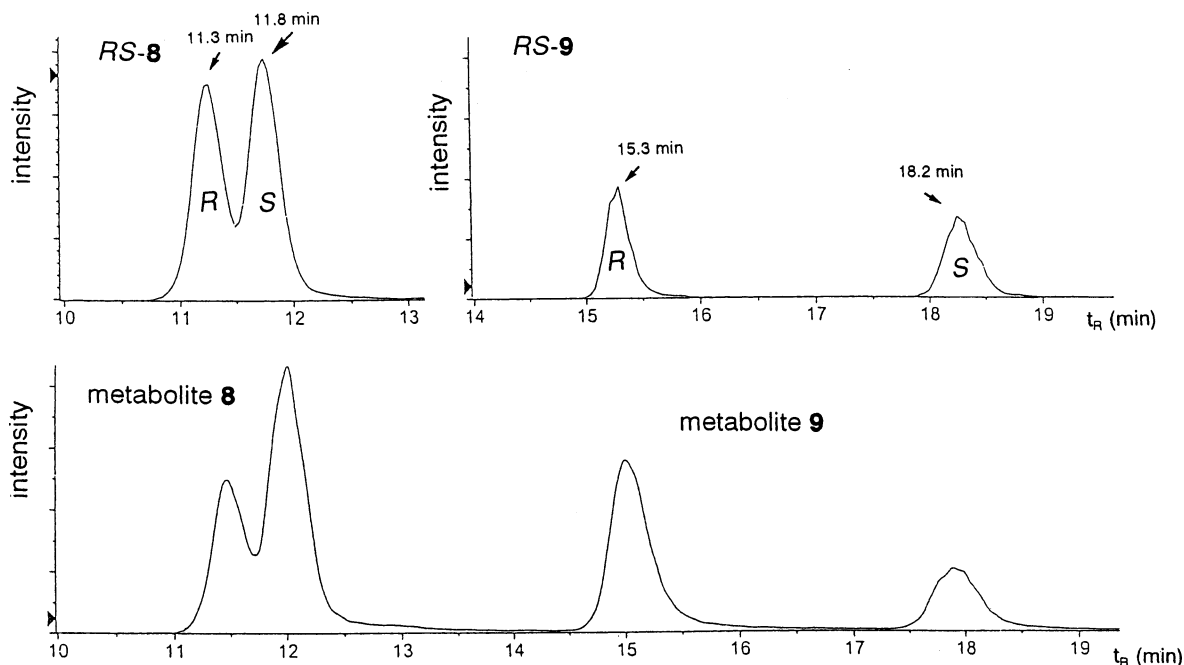 RS-8
11.3 min
11.8 min
R
S
intensity
10
11
12
13
RS-9
15.3 min
18.2 min
R
S
intensity
14
15
16
17
18
19
tR (min)
metabolite 8
metabolite 9
intensity
10
11
12
13
14
15
16
17
18
19
tR (min)